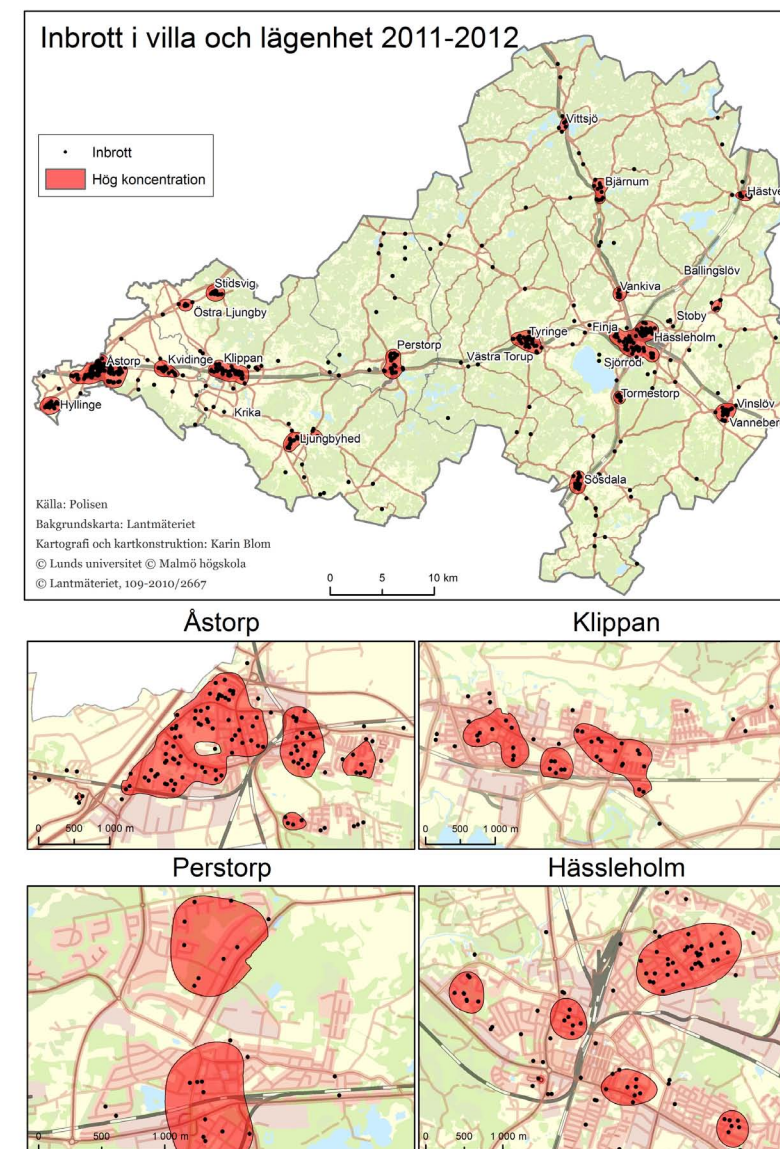 Inbrott i villa och lägenhet 2011-2012
Inbrott
Hög koncentration
Vittsjö
Bjärnum
Hästve
Ballingslöv
Vankiva
Stidsvig
Östra Ljungby
Stoby
Finja
Tyringe
Hässleholm
Perstorp
Västra Torup
Sjörröd
Åstorp
Kvidinge
Klippan
Tormestorp
Hyllinge
Krika
Vinslöv
Vanneber
Ljungbyhed
Sösdala
Källa: Polisen
Bakgrundskarta: Lantmäteriet
Kartografi och kartkonstruktion: Karin Blom
© Lunds universitet © Malmö högskola
© Lantmäteriet, 109-2010/2667
0 5 10 km
Åstorp
Klippan
0 500 1 000 m
0 500 1 000 m
Perstorp
Hässleholm
0 500 1 000 m
0 500 1 000 m